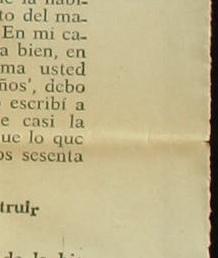 to del ma-
En mi ca-
a bien, en
ma usted
ños', debo
escribí a
e casi la
ue lo que
os sesenta
truir